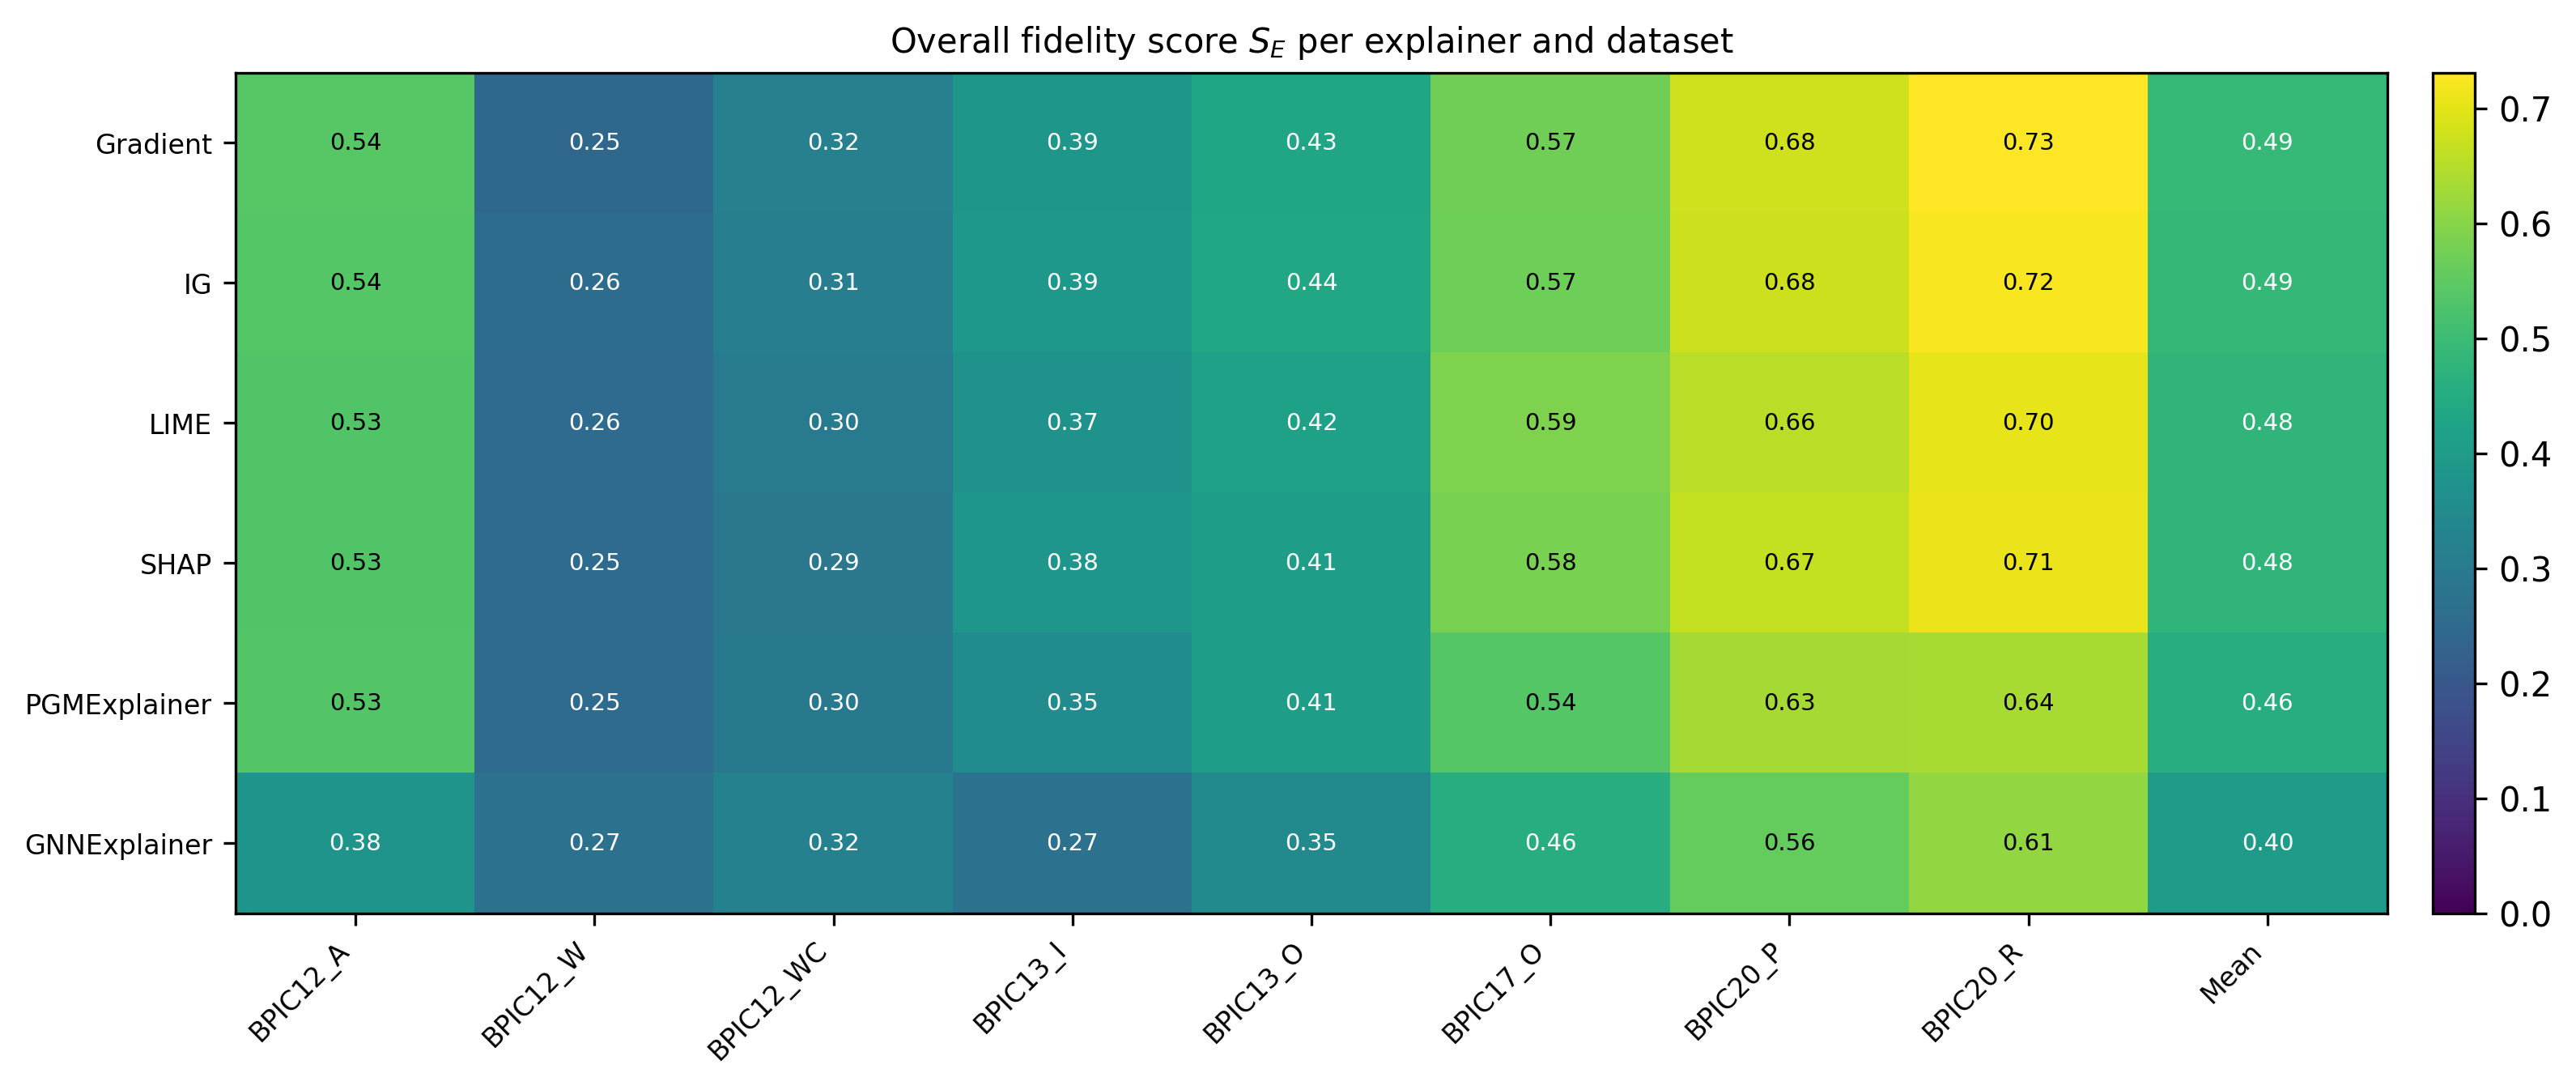 Overall fidelity score S_E per explainer and dataset
Gradient 0.54 0.25 0.32 0.39 0.43 0.57 0.68 0.73 0.49
IG 0.54 0.26 0.31 0.39 0.44 0.57 0.68 0.72 0.49
LIME 0.53 0.26 0.30 0.37 0.42 0.59 0.66 0.70 0.48
SHAP 0.53 0.25 0.29 0.38 0.41 0.58 0.67 0.71 0.48
PGMExplainer 0.53 0.25 0.30 0.35 0.41 0.54 0.63 0.64 0.46
GNNExplainer 0.38 0.27 0.32 0.27 0.35 0.46 0.56 0.61 0.40
BPIC12_A BPIC12_W BPIC12_WC BPIC13_I BPIC13_O BPIC17_O BPIC20_P BPIC20_R Mean
0.7
0.6
0.5
0.4
0.3
0.2
0.1
0.0